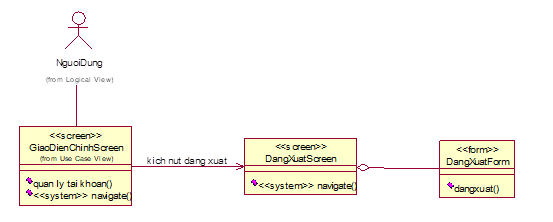 NguoiDung
(from Logical View)
<<screen>>
GiaoDienChinhScreen
(from Use Case View)
quan ly tai khoan()
<<system>> navigate()
kich nut dang xuat
<<screen>>
DangXuatScreen
<<system>> navigate()
<<form>>
DangXuatForm
dangxuat()